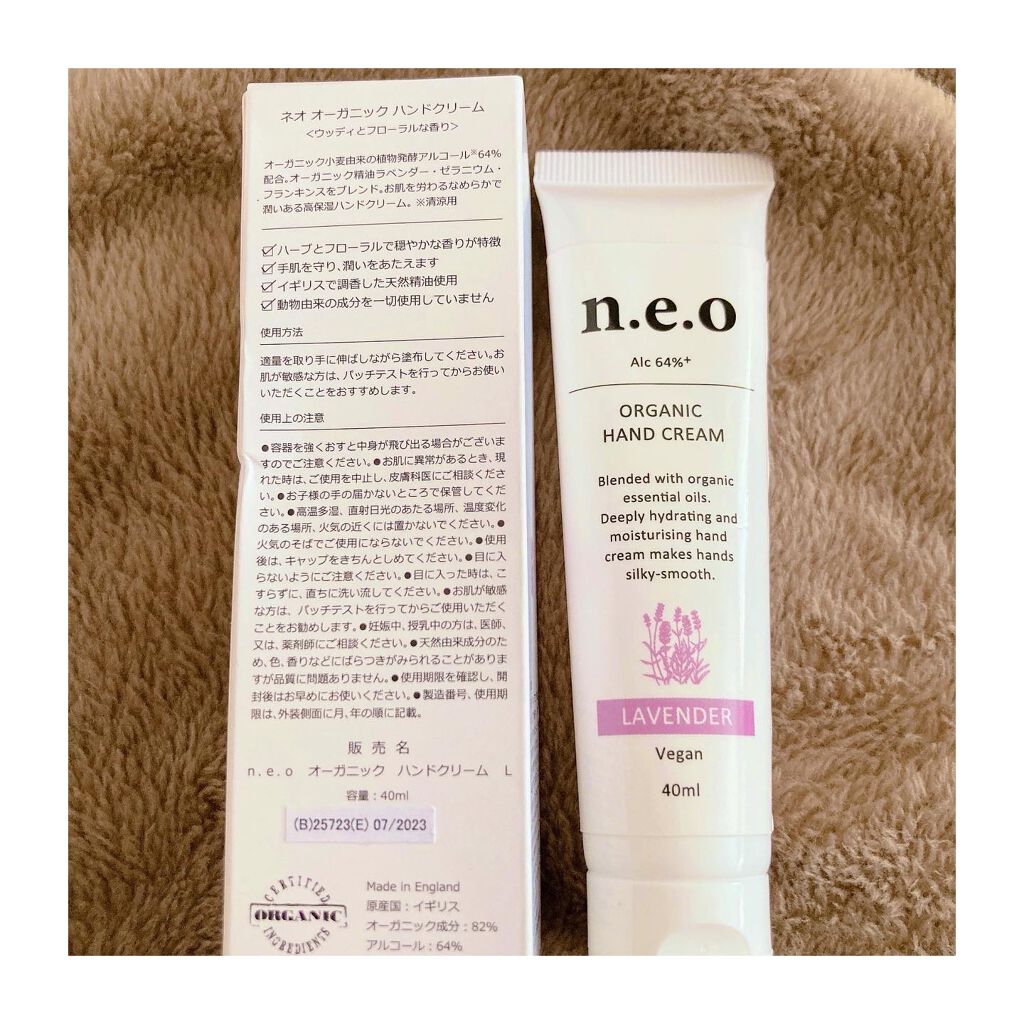 ネオ オーガニック ハンドクリーム
<ウッディとフローラルな香り>
オーガニック小麦由来の植物発酵アルコール※64%
配合。オーガニック精油ラベンダー・ゼラニウム・
フランキンスをブレンド。お肌を労わるなめらかで
潤いある高保湿ハンドクリーム。 ※清涼用
☑ハーブとフローラルで穏やかな香りが特徴
☑手肌を守り、潤いをあたえます
☑イギリスで調香した天然精油使用
☑動物由来の成分を一切使用していません
使用方法
適量を取り手に伸ばしながら塗布してください。お
肌が敏感な方は、パッチテストを行ってからお使い
いただくことをおすすめします。
使用上の注意
●容器を強くおすと中身が飛び出る場合がございま
すのでご注意ください。●お肌に異常があるとき、現
れた時は、ご使用を中止し、皮膚科医にご相談くださ
い。●お子様の手の届かないところで保管してくださ
い。●高温多湿、直射日光のあたる場所、温度変化
のある場所、火気の近くには置かないでください。●
火気のそばでご使用にならないでください。●使用
後は、キャップをきちんとしめてください。●目に入
らないようにご注意ください。●目に入った時は、こ
すらずに、直ちに洗い流してください。●お肌が敏感
な方は、パッチテストを行ってからご使用いただく
ことをお勧めします。●妊娠中、授乳中の方は、医師、
又は、薬剤師にご相談ください。●天然由来成分のた
め、色、香りなどにばらつきがみられることがあります
が品質に問題ありません。●使用期限を確認し、開
封後はお早めにお使いください。●製造番号、使用期
限は、外装側面に月、年の順に記載。
販 売 名
n.e.o オーガニック ハンドクリーム L
容量：40ml
(B)25723(E) 07/2023
CERTIFIED
ORGANIC
INGREDIENTS
Made in England
原産国：イギリス
オーガニック成分：82%
アルコール：64%
n.e.o
Alc 64%+
ORGANIC
HAND CREAM
Blended with organic
essential oils.
Deeply hydrating and
moisturising hand
cream makes hands
silky-smooth.
LAVENDER
Vegan
40ml